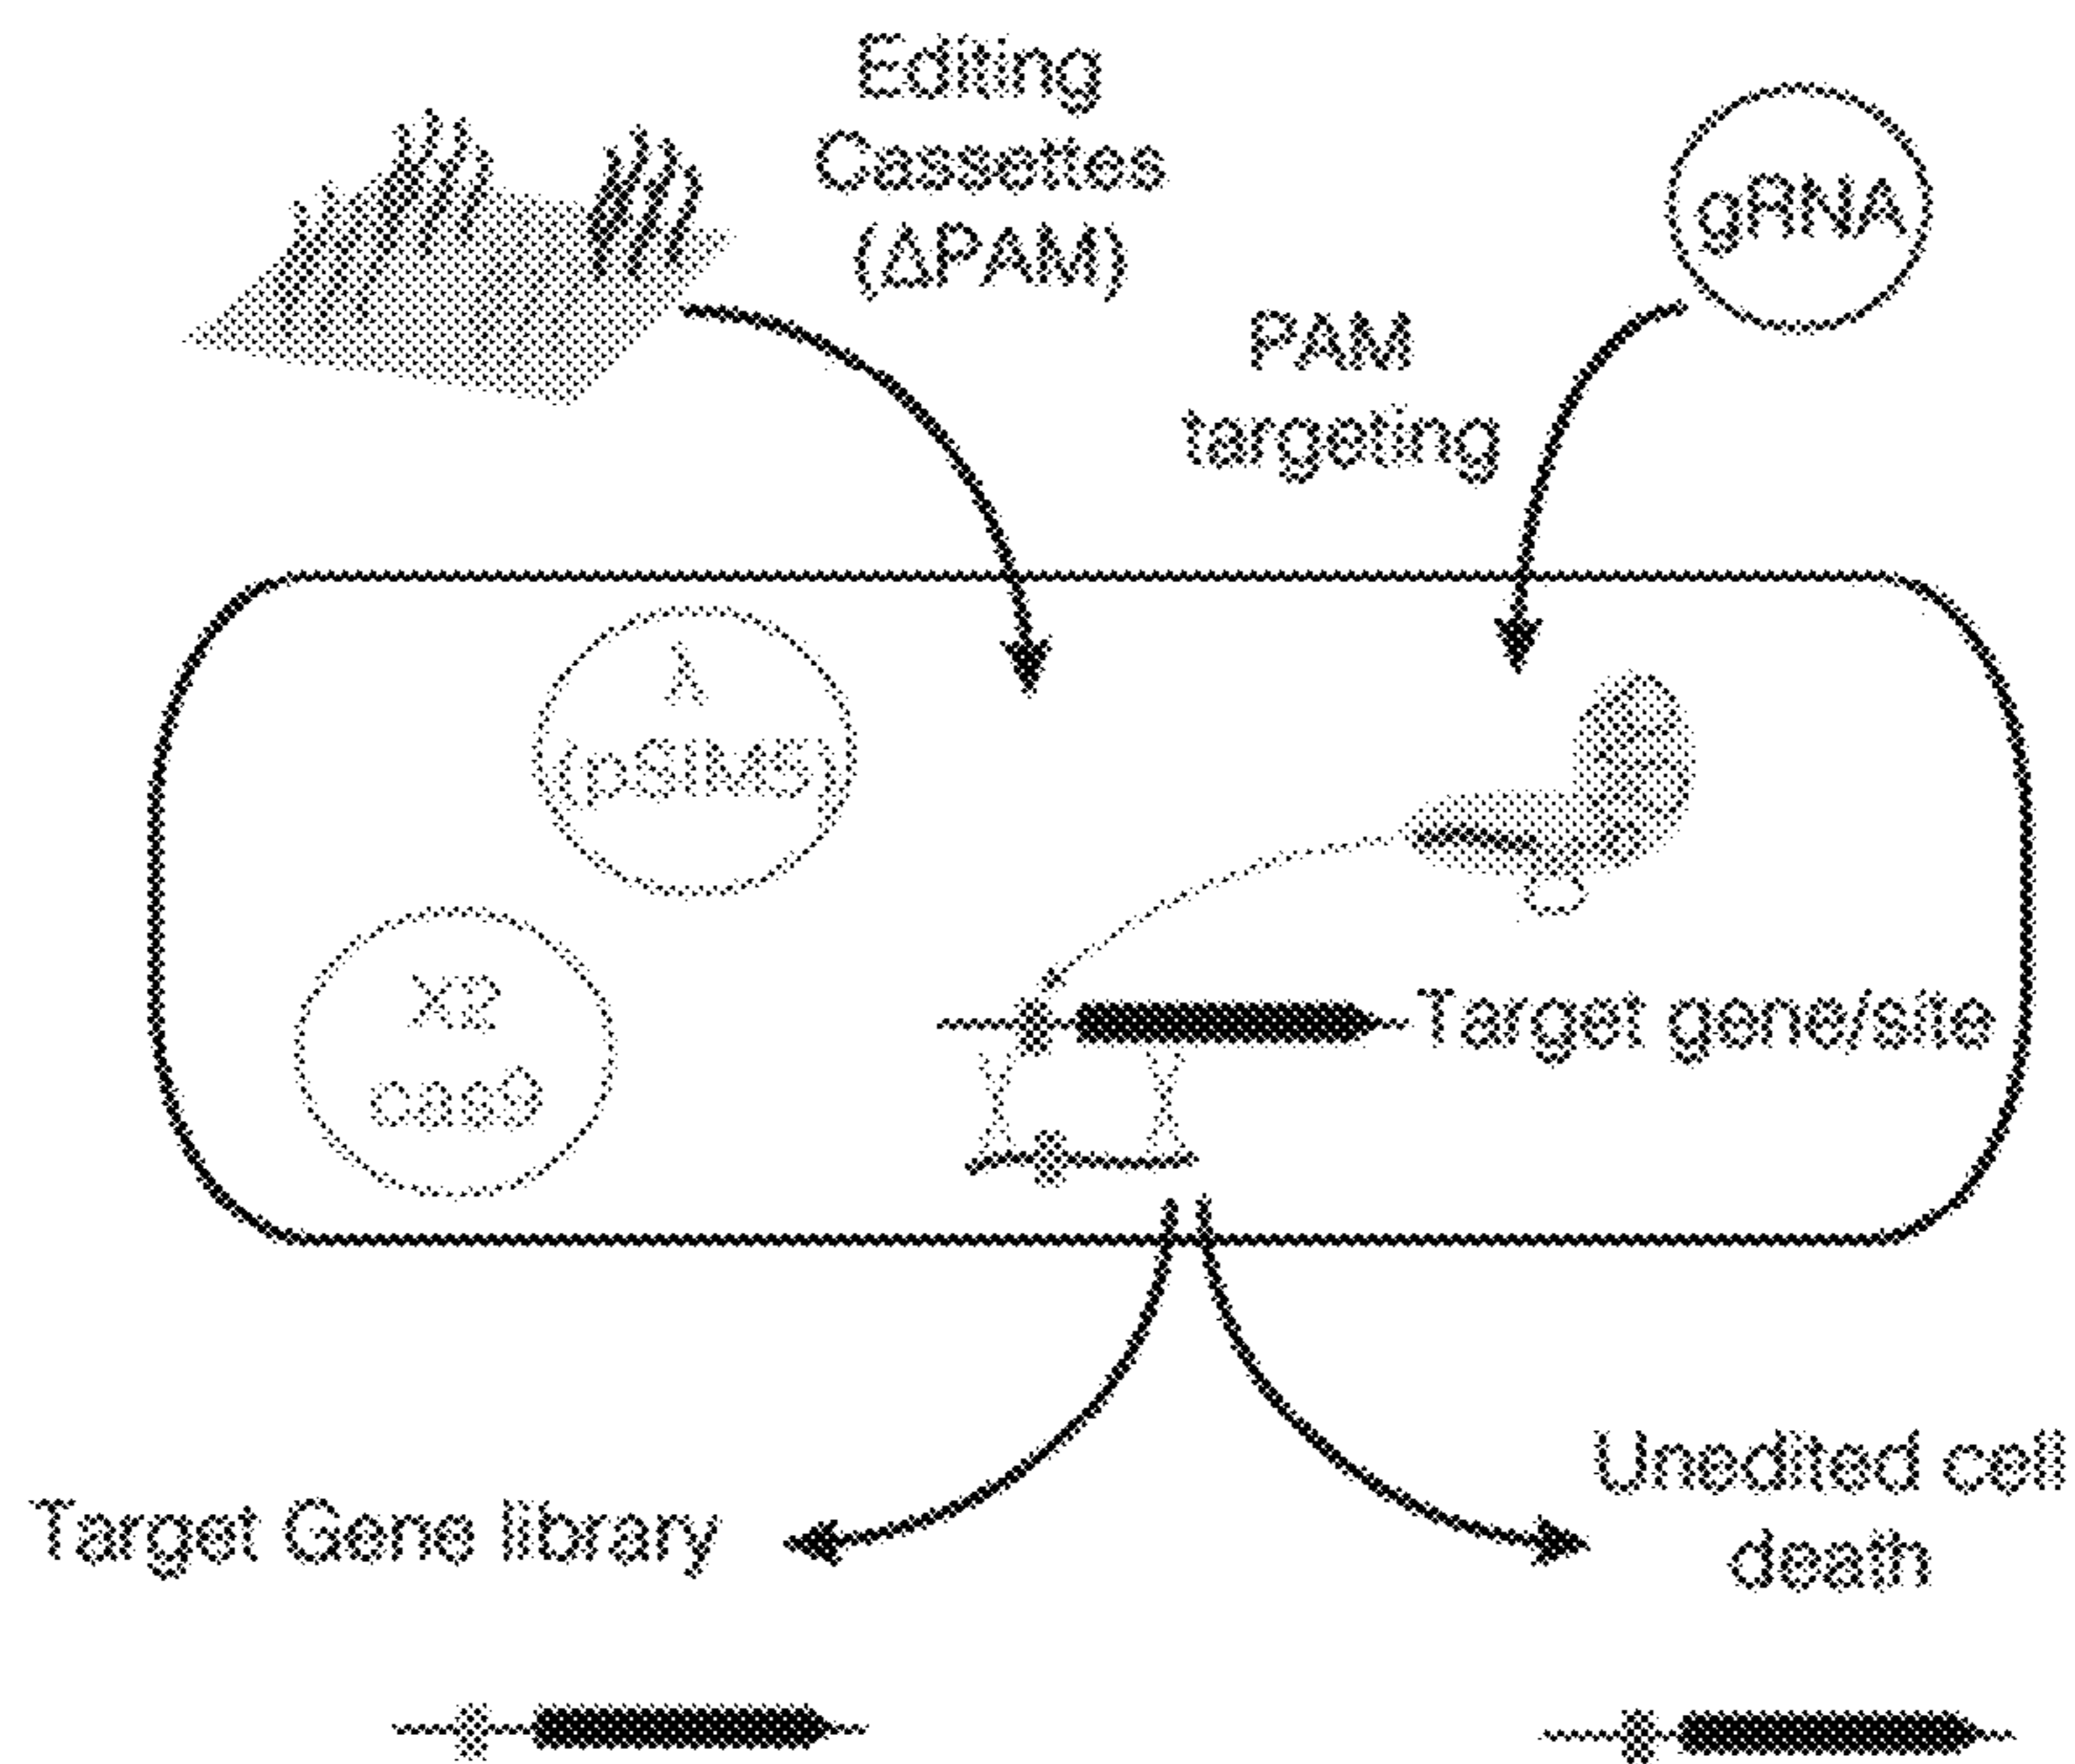 Editing
Cassettes
(ΔPAM)
gRNA
PAM
targeting
λ
(pSIM5)
X2
cas9
Target gene/site
Target Gene library
Unedited cell
death